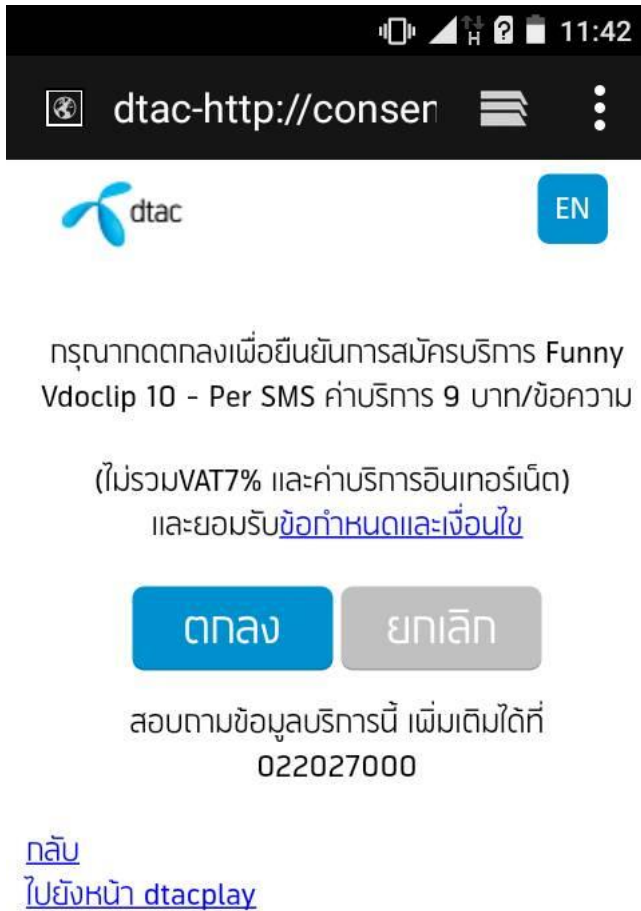 H ? 11:42
dtac-http://consen
dtac
EN
กรุณากดตกลงเพื่อยืนยันการสมัครบริการ Funny
Vdoclip 10 - Per SMS ค่าบริการ 9 บาท/ข้อความ
(ไม่รวมVAT7% และค่าบริการอินเทอร์เน็ต)
และยอมรับข้อกำหนดและเงื่อนไข
ตกลง ยกเลิก
สอบถามข้อมูลบริการนี้ เพิ่มเติมได้ที่
022027000
กลับ
ไปยังหน้า dtacplay